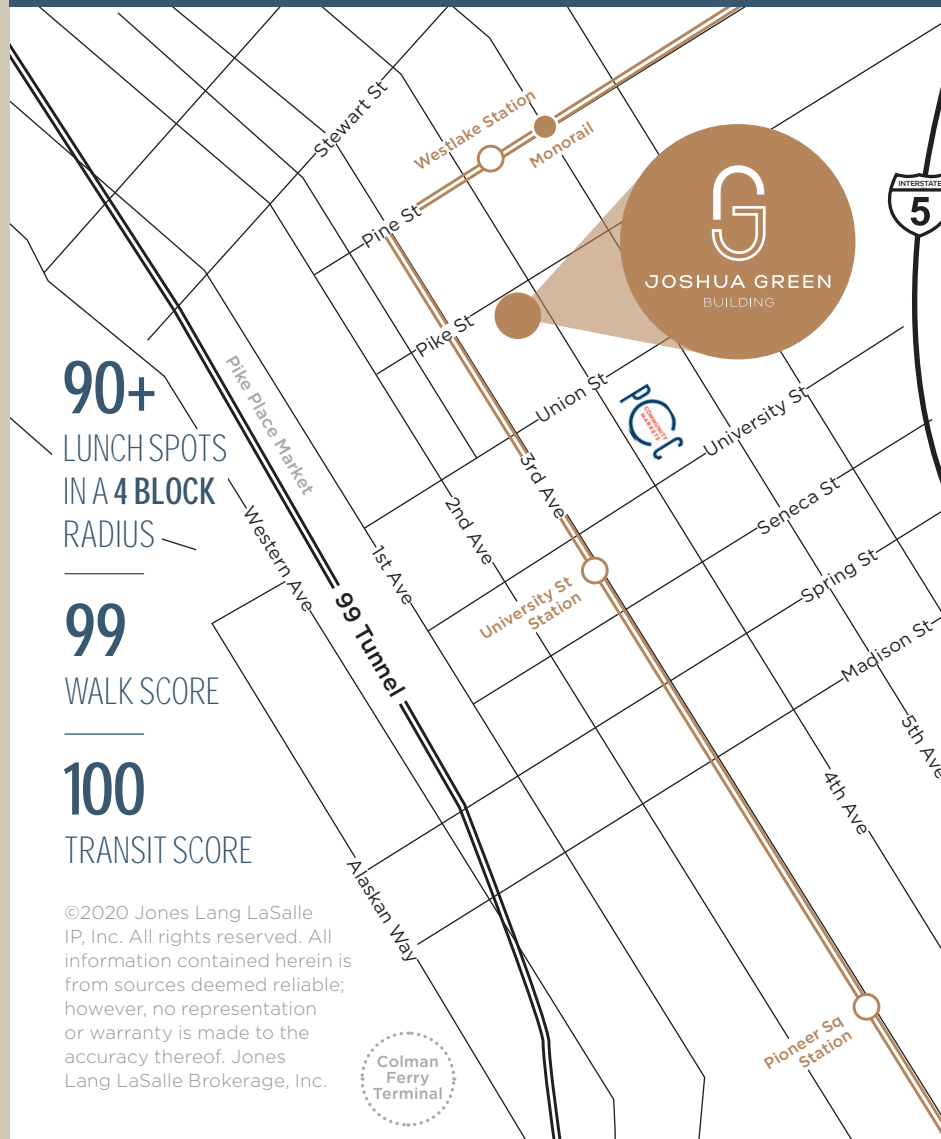 Stewart St
Westlake Station
Monorail
Pine St
INTERSTATE
5
JG
JOSHUA GREEN
BUILDING
Pike St
90+
LUNCH SPOTS
IN A 4 BLOCK
RADIUS
Pike Place Market
Union St
PCC
COMMUNITY
MARKETS
University St
3rd Ave
2nd Ave
Seneca St
Western Ave
1st Ave
Spring St
99 Tunnel
University St
Station
Madison St
99
WALK SCORE
5th Ave
4th Ave
100
TRANSIT SCORE
Alaskan Way
©2020 Jones Lang LaSalle
IP, Inc. All rights reserved. All
information contained herein is
from sources deemed reliable;
however, no representation
or warranty is made to the
accuracy thereof. Jones
Lang LaSalle Brokerage, Inc.
Colman
Ferry
Terminal
Pioneer Sq
Station